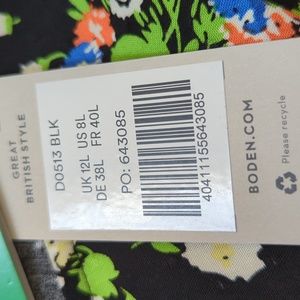 GREAT
BRITISH STYLE
D0513 BLK
UK 12L US 8L
DE 38L FR 40L
PO: 643085
04111155643085
BODEN.COM
Please recycle